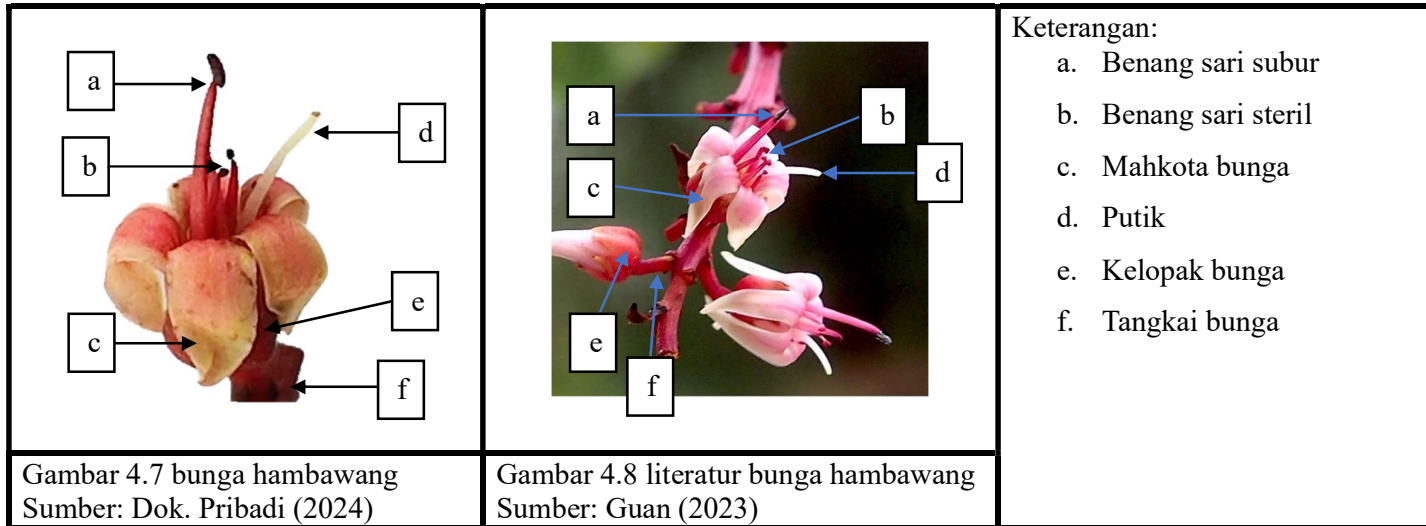 a
b
c
d
e
f
Gambar 4.7 bunga hambawang
Sumber: Dok. Pribadi (2024)
a
b
c
d
e
f
Gambar 4.8 literatur bunga hambawang
Sumber: Guan (2023)
Keterangan:
a. Benang sari subur
b. Benang sari steril
c. Mahkota bunga
d. Putik
e. Kelopak bunga
f. Tangkai bunga